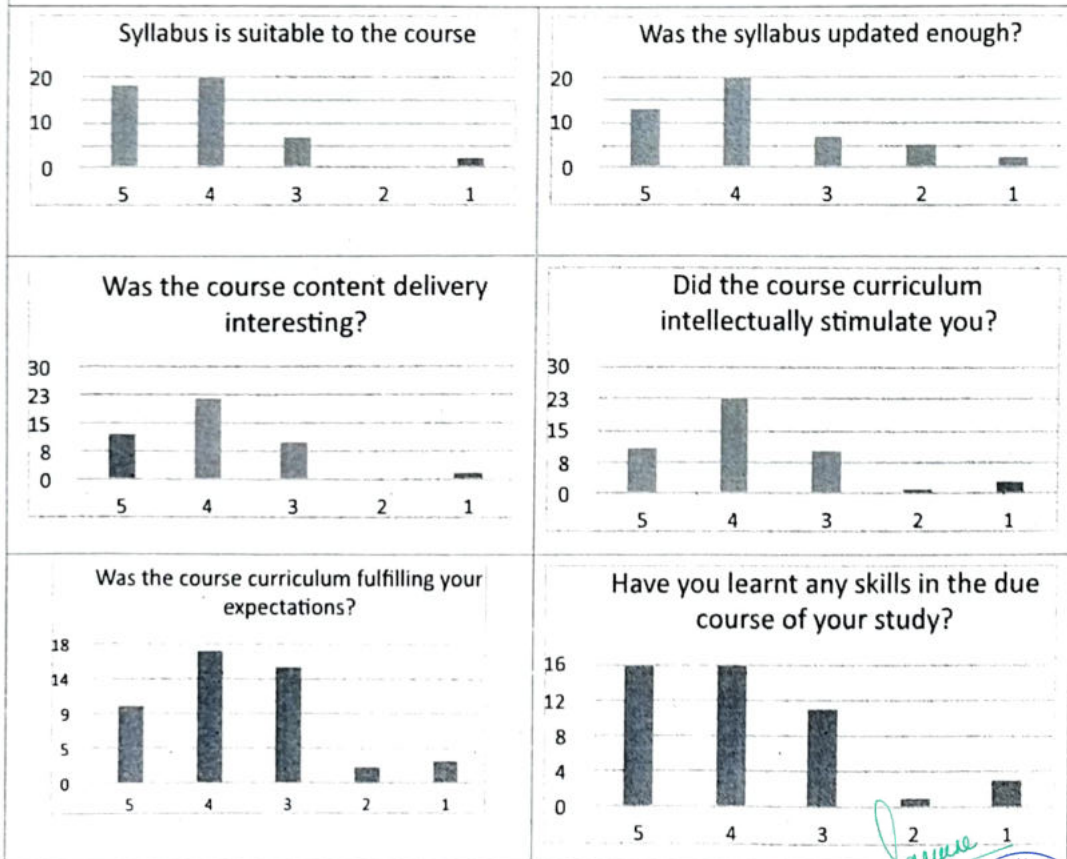 Syllabus is suitable to the course
20
10
0
5 4 3 2 1
Was the syllabus updated enough?
20
10
0
5 4 3 2 1
Was the course content delivery
interesting?
30
23
15
8
0
5 4 3 2 1
Did the course curriculum
intellectually stimulate you?
30
23
15
8
0
5 4 3 2 1
Was the course curriculum fulfilling your
expectations?
18
14
9
5
0
5 4 3 2 1
Have you learnt any skills in the due
course of your study?
16
12
8
4
0
5 4 3 2 1